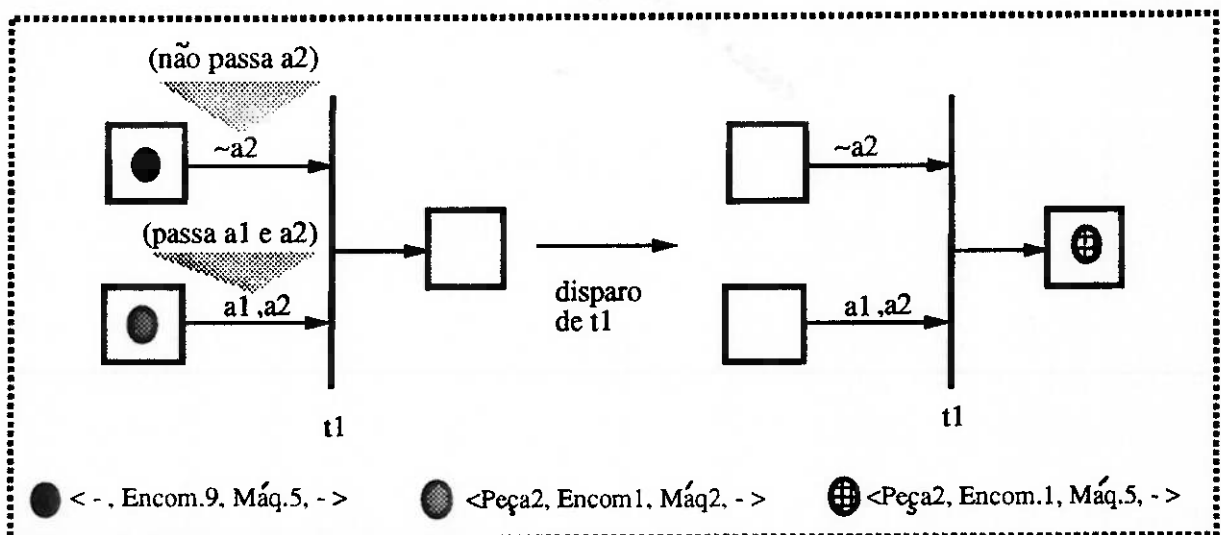 (não passa a2)
~a2
~a2
(passa a1 e a2)
a1 ,a2
disparo
de t1
a1 ,a2
t1
t1
< - , Encom.9, Máq.5, - >
<Peça2, Encom1, Máq2, - >
<Peça2, Encom.1, Máq.5, - >